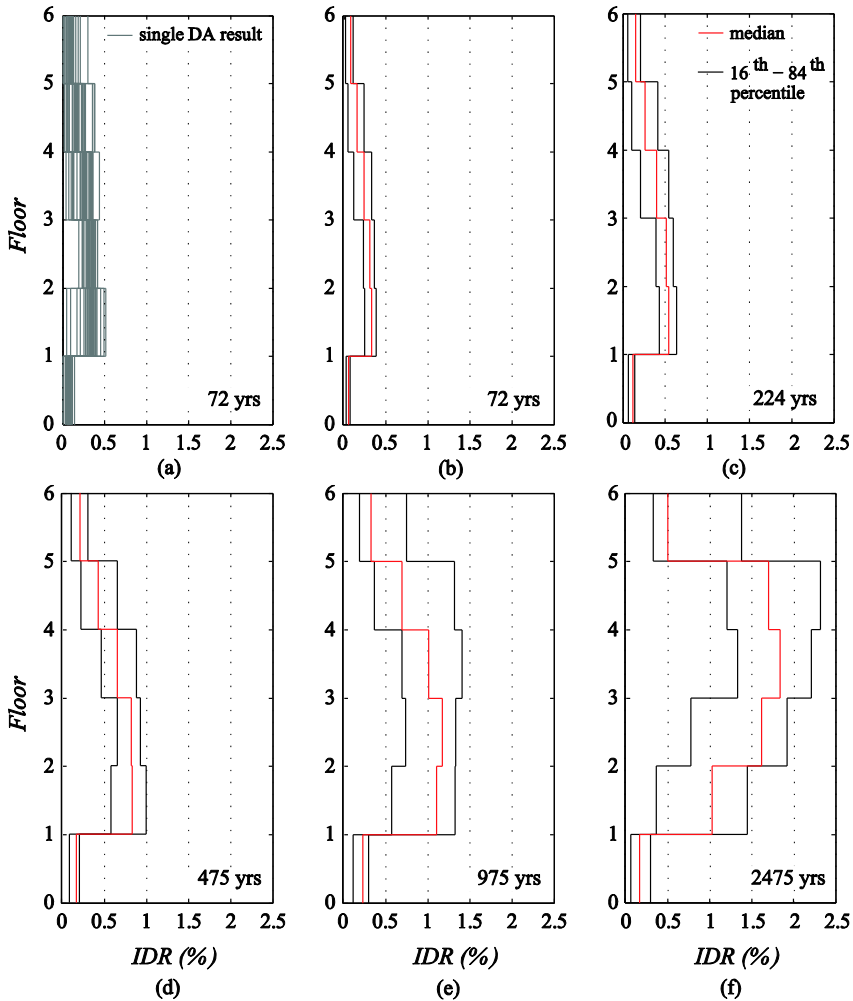 6
5
4
3
2
1
0
Floor
single DA result
72 yrs
0 0.5 1 1.5 2 2.5
(a)
6
5
4
3
2
1
0
72 yrs
0 0.5 1 1.5 2 2.5
(b)
6
5
4
3
2
1
0
median
16th – 84th
percentile
224 yrs
0 0.5 1 1.5 2 2.5
(c)
6
5
4
3
2
1
0
Floor
475 yrs
0 0.5 1 1.5 2 2.5
IDR (%)
(d)
6
5
4
3
2
1
0
975 yrs
0 0.5 1 1.5 2 2.5
IDR (%)
(e)
6
5
4
3
2
1
0
2475 yrs
0 0.5 1 1.5 2 2.5
IDR (%)
(f)